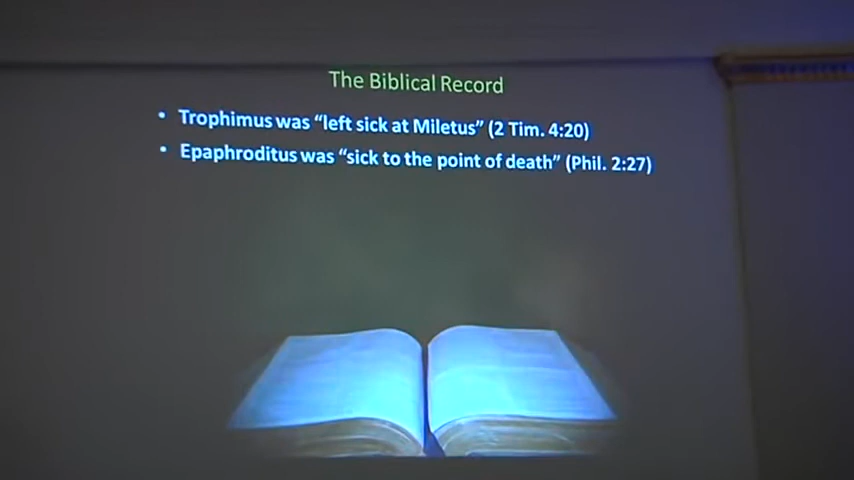 The Biblical Record
• Trophimus was “left sick at Miletus” (2 Tim. 4:20)
• Epaphroditus was “sick to the point of death” (Phil. 2:27)